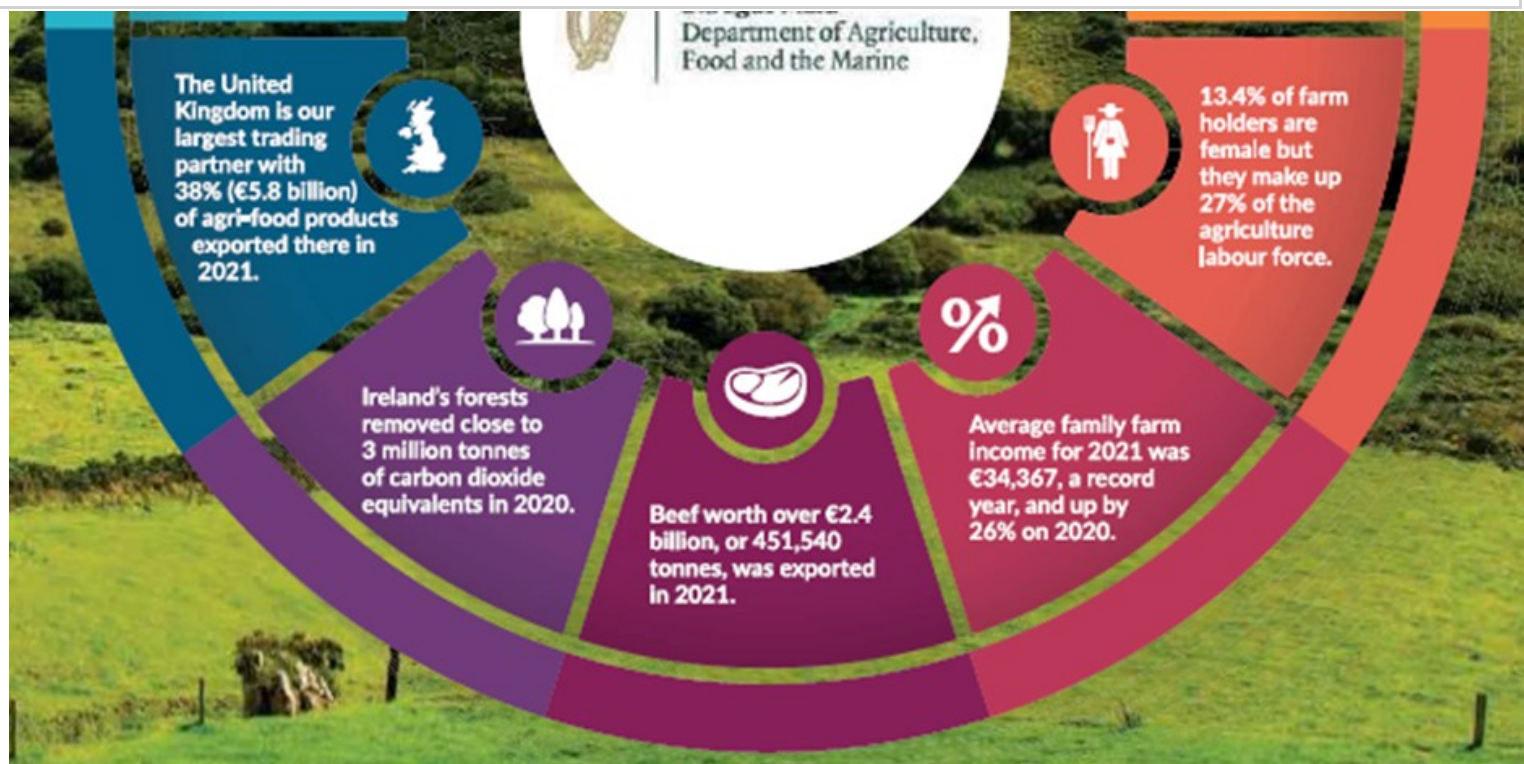 Department of Agriculture,
Food and the Marine
The United
Kingdom is our
largest trading
partner with
38% (€5.8 billion)
of agri-food products
exported there in
2021.
Ireland's forests
removed close to
3 million tonnes
of carbon dioxide
equivalents in 2020.
Beef worth over €2.4
billion, or 451,540
tonnes, was exported
in 2021.
Average family farm
income for 2021 was
€34,367, a record
year, and up by
26% on 2020.
%
13.4% of farm
holders are
female but
they make up
27% of the
agriculture
labour force.